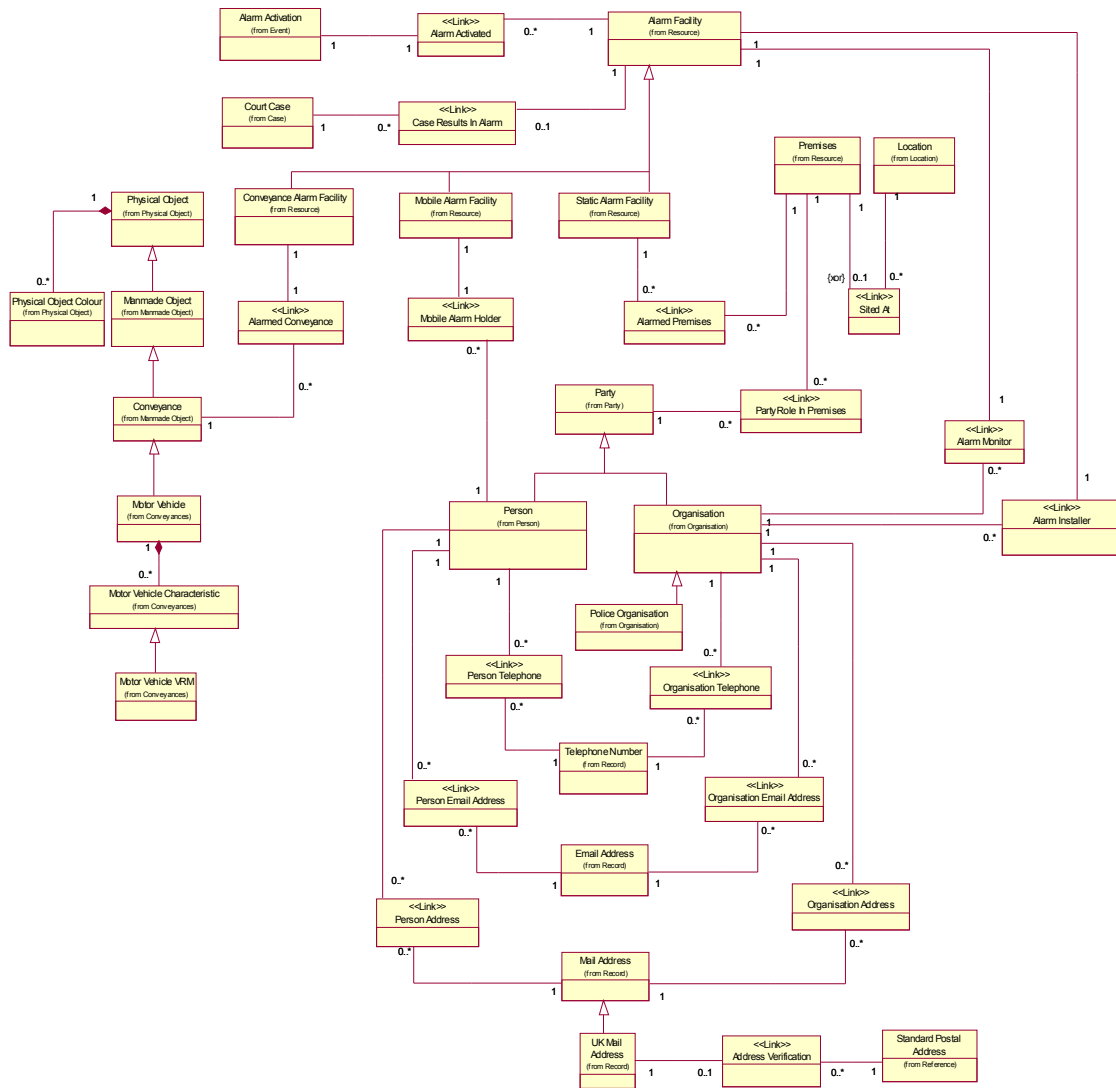 Alarm Activation
(from Event)
1
1
<<Link>>
Alarm Activated
0..*
1
Alarm Facility
(from Resource)
1
1
1
Court Case
(from Case)
1
0..*
<<Link>>
Case Results In Alarm
0..1
Premises
(from Resource)
1
1
1
Location
(from Location)
1
1
Physical Object
(from Physical Object)
Conveyance Alarm Facility
(from Resource)
1
Mobile Alarm Facility
(from Resource)
1
Static Alarm Facility
(from Resource)
1
0..*
Physical Object Colour
(from Physical Object)
Manmade Object
(from Manmade Object)
1
<<Link>>
Alarmed Conveyance
0..*
1
<<Link>>
Mobile Alarm Holder
0..*
0..*
<<Link>>
Alarmed Premises
0..*
{xor}
0..1
0..*
<<Link>>
Sited At
Conveyance
(from Manmade Object)
1
Party
(from Party)
1
0..*
0..*
<<Link>>
Party Role In Premises
1
<<Link>>
Alarm Monitor
0..*
Motor Vehicle
(from Conveyances)
1
0..*
1
Person
(from Person)
1
1
1
Organisation
(from Organisation)
1
1
1
1
1
1
0..*
<<Link>>
Alarm Installer
Motor Vehicle Characteristic
(from Conveyances)
Police Organisation
(from Organisation)
Motor Vehicle VRM
(from Conveyances)
0..*
<<Link>>
Person Telephone
0..*
0..*
<<Link>>
Organisation Telephone
0..*
1
Telephone Number
(from Record)
1
0..*
<<Link>>
Person Email Address
0..*
0..*
<<Link>>
Organisation Email Address
0..*
1
Email Address
(from Record)
1
0..*
<<Link>>
Person Address
0..*
0..*
<<Link>>
Organisation Address
0..*
1
Mail Address
(from Record)
1
UK Mail
Address
(from Record)
1
0..1
<<Link>>
Address Verification
0..*
1
Standard Postal
Address
(from Reference)